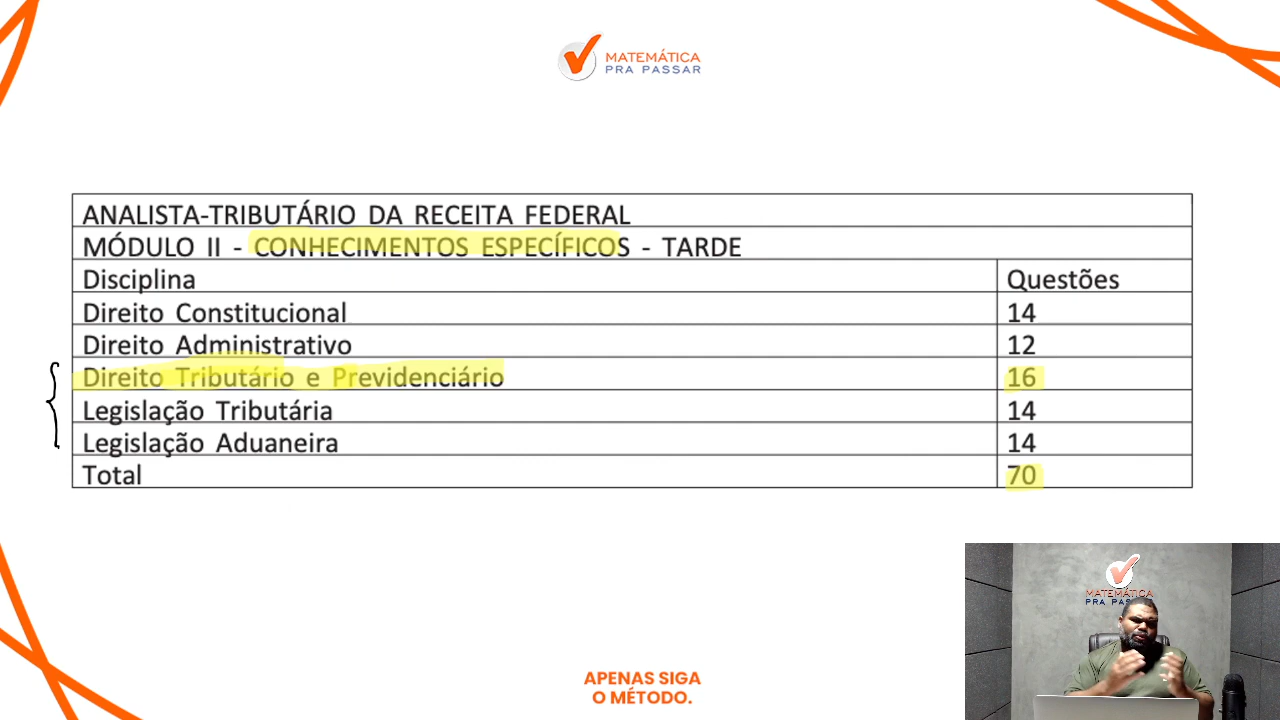 MATEMÁTICA
PRA PASSAR
ANALISTA-TRIBUTÁRIO DA RECEITA FEDERAL
MÓDULO II - CONHECIMENTOS ESPECÍFICOS - TARDE
Disciplina Questões
Direito Constitucional 14
Direito Administrativo 12
Direito Tributário e Previdenciário 16
Legislação Tributária 14
Legislação Aduaneira 14
Total 70
MATEMÁTICA
PRA PASSAR
APENAS SIGA
O MÉTODO.